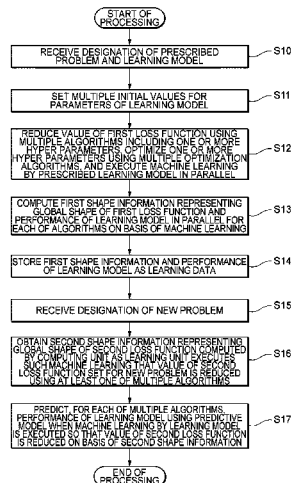 START OF
PROCESSING
RECEIVE DESIGNATION OF PRESCRIBED
PROBLEM AND LEARNING MODEL
S10
SET MULTIPLE INITIAL VALUES FOR
PARAMETERS OF LEARNING MODEL
S11
REDUCE VALUE OF FIRST LOSS FUNCTION USING
MULTIPLE ALGORITHMS INCLUDING ONE OR MORE
HYPER PARAMETERS, OPTIMIZE ONE OR MORE
HYPER PARAMETERS USING MULTIPLE OPTIMIZATION
ALGORITHMS, AND EXECUTE MACHINE LEARNING
BY PRESCRIBED LEARNING MODEL IN PARALLEL
S12
COMPUTE FIRST SHAPE INFORMATION REPRESENTING
GLOBAL SHAPE OF FIRST LOSS FUNCTION AND
PERFORMANCE OF LEARNING MODEL IN PARALLEL FOR
EACH OF ALGORITHMS ON BASIS OF MACHINE LEARNING
S13
STORE FIRST SHAPE INFORMATION AND PERFORMANCE
OF LEARNING MODEL AS LEARNING DATA
S14
RECEIVE DESIGNATION OF NEW PROBLEM
S15
OBTAIN SECOND SHAPE INFORMATION REPRESENTING
GLOBAL SHAPE OF SECOND LOSS FUNCTION COMPUTED
BY COMPUTING UNIT AS LEARNING UNIT EXECUTES
SUCH MACHINE LEARNING THAT VALUE OF SECOND
LOSS FUNCTION SET FOR NEW PROBLEM IS REDUCED
USING AT LEAST ONE OF MULTIPLE ALGORITHMS
S16
PREDICT, FOR EACH OF MULTIPLE ALGORITHMS,
PERFORMANCE OF LEARNING MODEL USING PREDICTIVE
MODEL WHEN MACHINE LEARNING BY LEARNING MODEL
IS EXECUTED SO THAT VALUE OF SECOND LOSS FUNCTION
IS REDUCED ON BASIS OF SECOND SHAPE INFORMATION
S17
END OF
PROCESSING